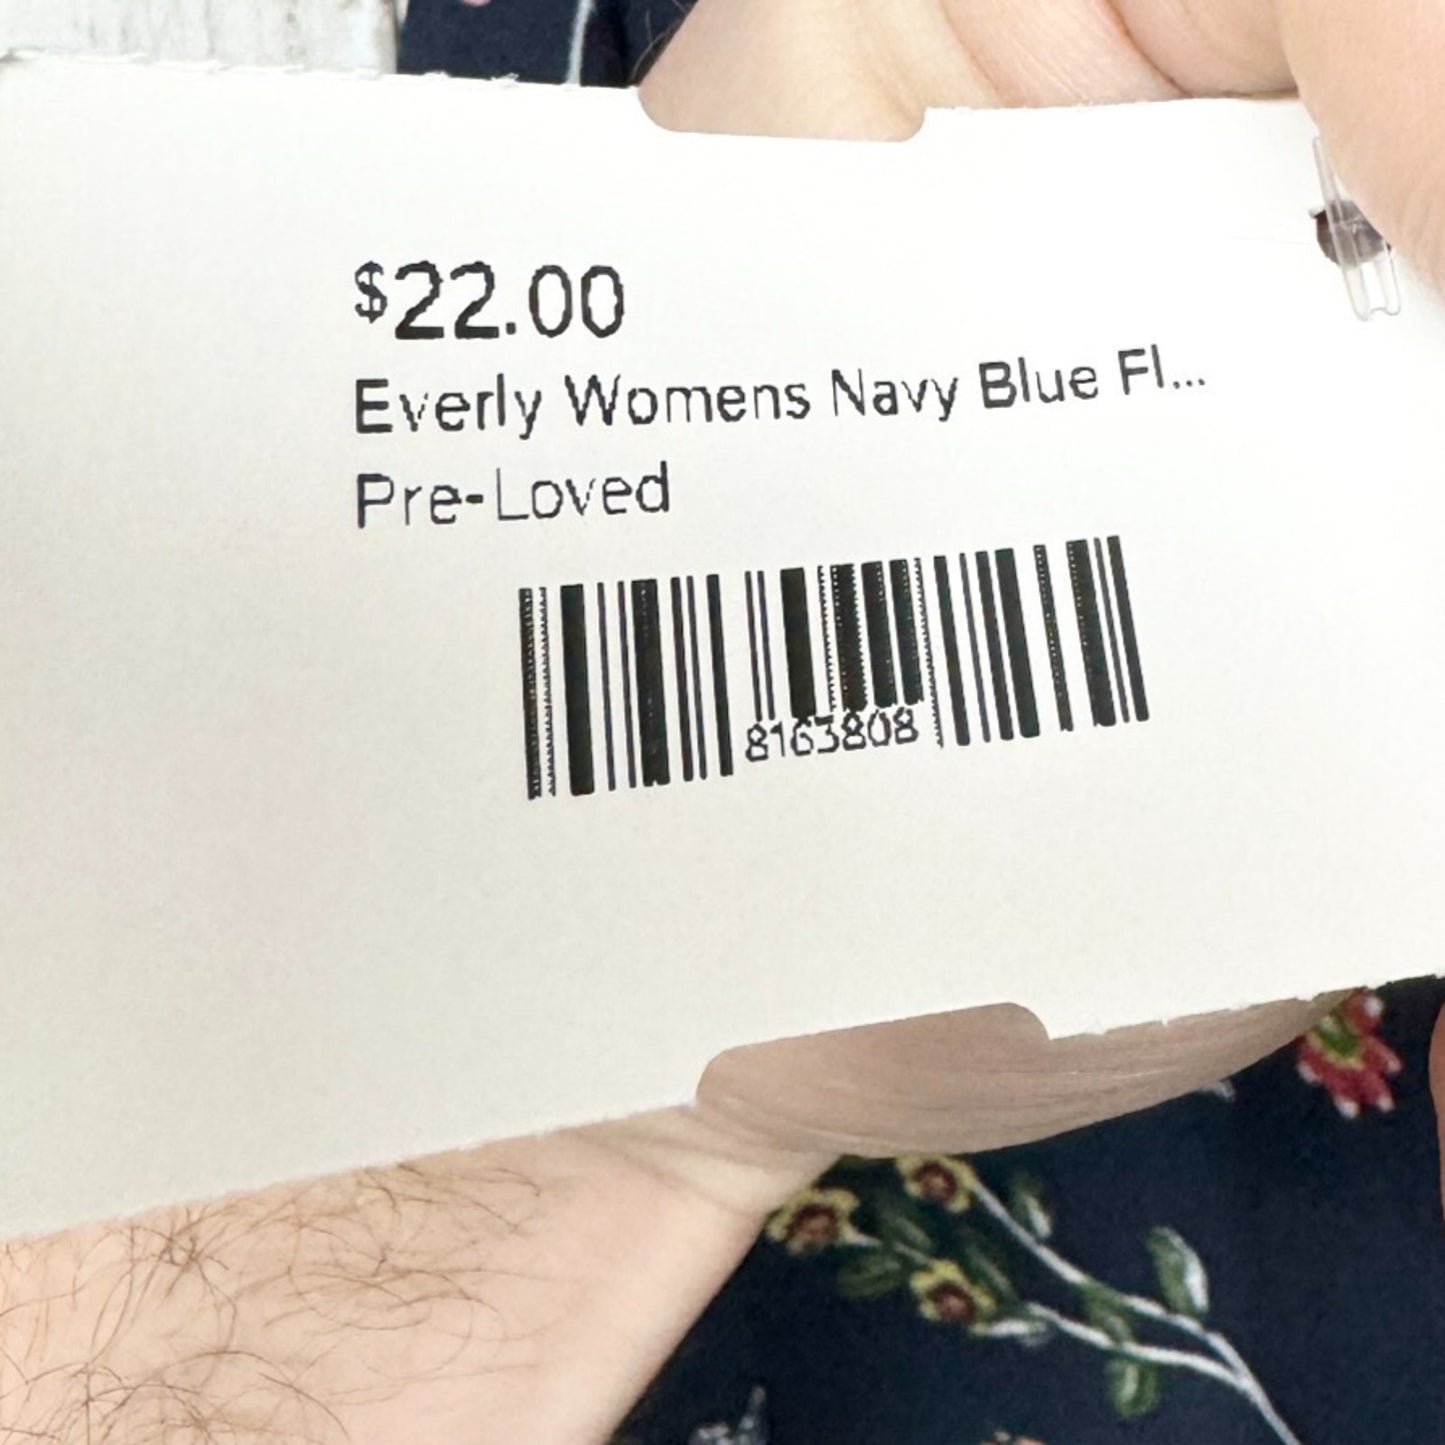 $22.00
Everly Womens Navy Blue Fl...
Pre-Loved
8163808